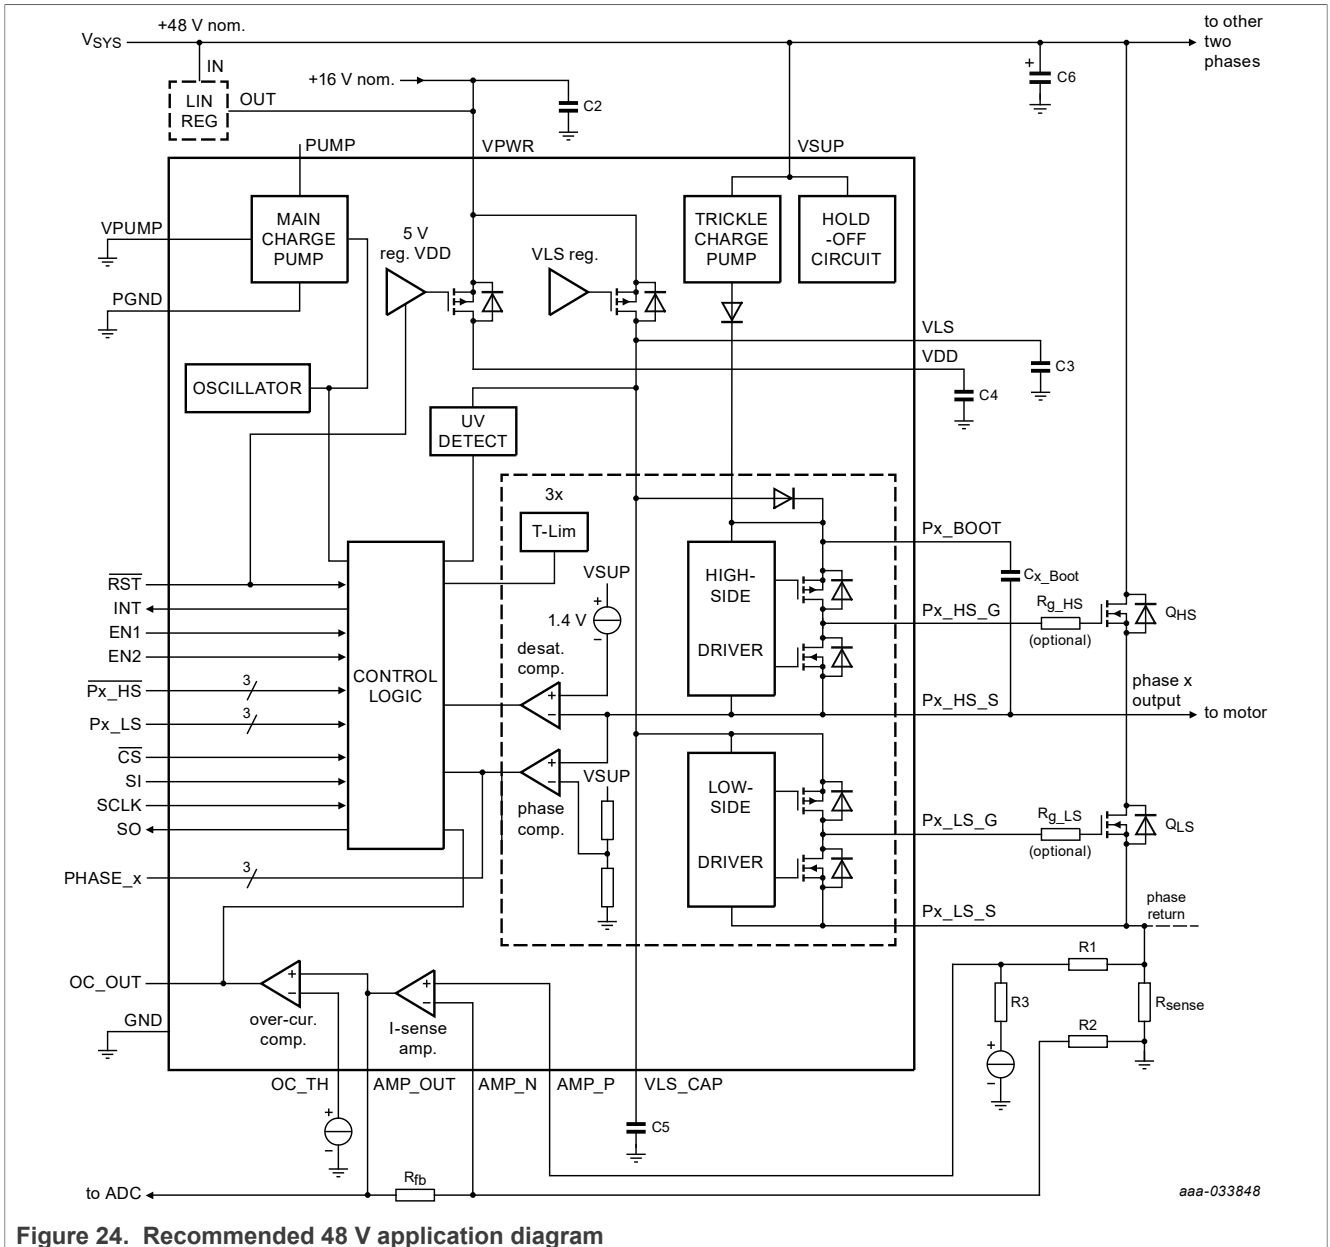 +48 V nom.
VSYS
to other
two
phases
IN
+16 V nom.
C6
LIN
REG
OUT
C2
PUMP
VPWR
VSUP
MAIN
CHARGE
PUMP
VPUMP
5 V
reg. VDD
VLS reg.
TRICKLE
CHARGE
PUMP
HOLD
-OFF
CIRCUIT
PGND
VLS
VDD
C3
C4
OSCILLATOR
UV
DETECT
3x
T-Lim
Px_BOOT
VSUP
HIGH-
SIDE
DRIVER
Cx_Boot
RST
INT
EN1
EN2
Px_HS
3
Px_LS
3
CS
SI
SCLK
SO
CONTROL
LOGIC
+
1.4 V
−
desat.
comp.
+
−
Px_HS_G
Rg_HS
(optional)
QHS
Px_HS_S
phase x
output
to motor
+
−
VSUP
phase
comp.
LOW-
SIDE
DRIVER
Px_LS_G
Rg_LS
(optional)
QLS
PHASE_x
3
Px_LS_S
phase
return
R1
OC_OUT
+
−
over-cur.
comp.
+
−
I-sense
amp.
R3
Rsense
R2
GND
+
−
OC_TH
AMP_OUT
AMP_N
AMP_P
VLS_CAP
+
−
C5
Rfb
to ADC
aaa-033848
Figure 24. Recommended 48 V application diagram